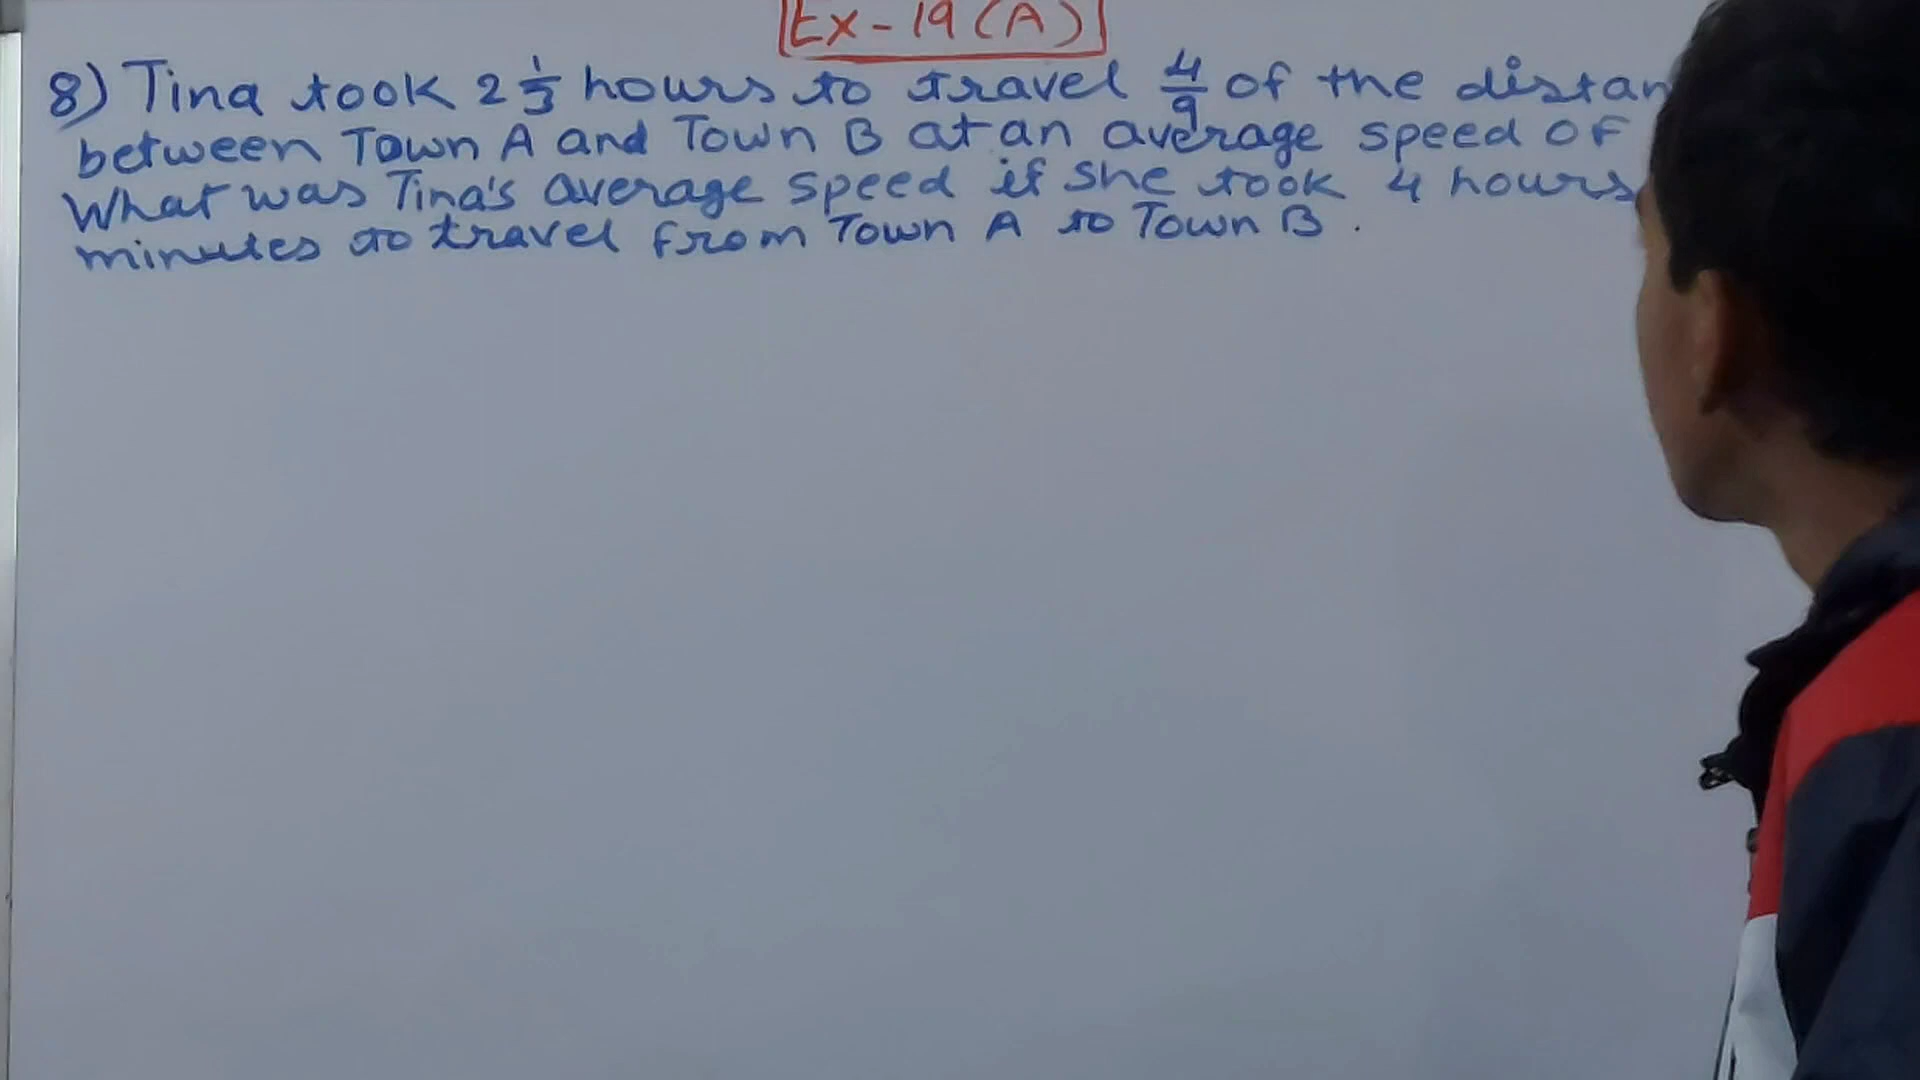 Ex-19(A)
8) Tina took 2 1/3 hours to travel 4/9 of the distan
between Town A and Town B at an average speed of
What was Tina's average speed if she took 4 hours
minutes to travel from Town A to Town B.